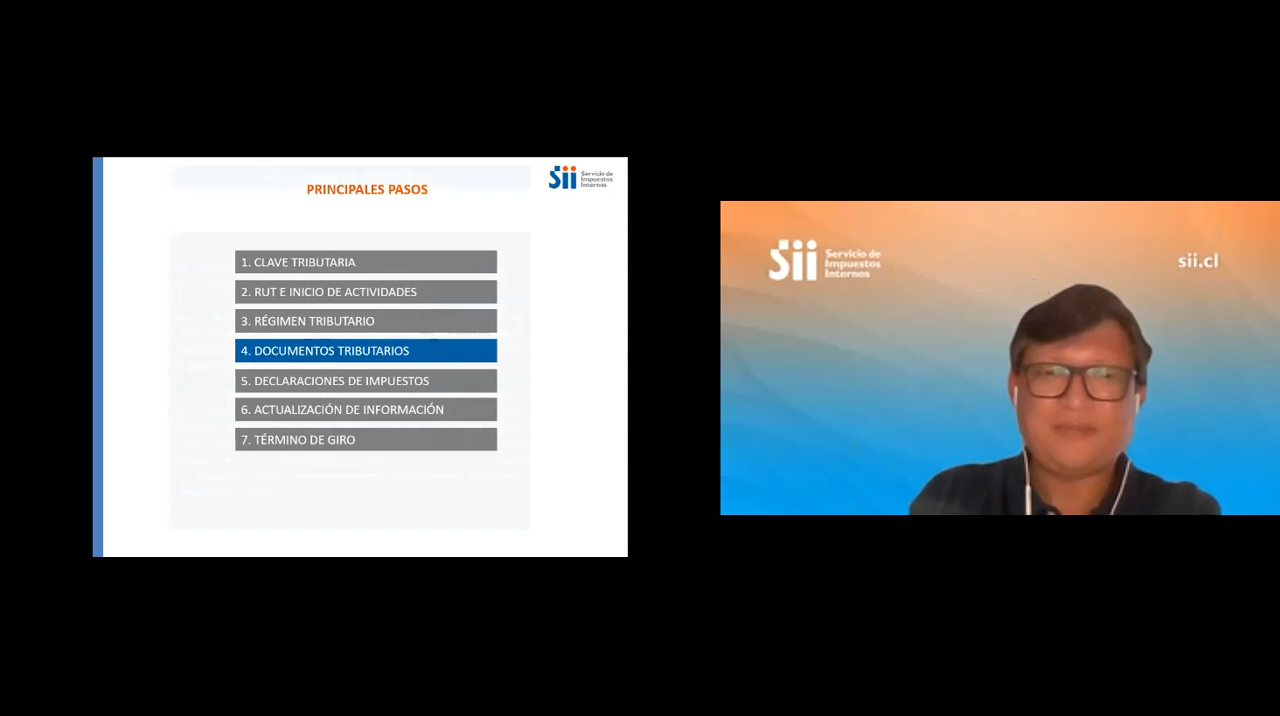 PRINCIPALES PASOS
sii Servicio de
Impuestos
Internos
1. CLAVE TRIBUTARIA
2. RUT E INICIO DE ACTIVIDADES
3. RÉGIMEN TRIBUTARIO
4. DOCUMENTOS TRIBUTARIOS
5. DECLARACIONES DE IMPUESTOS
6. ACTUALIZACIÓN DE INFORMACIÓN
7. TÉRMINO DE GIRO
sii Servicio de
Impuestos
Internos
sii.cl